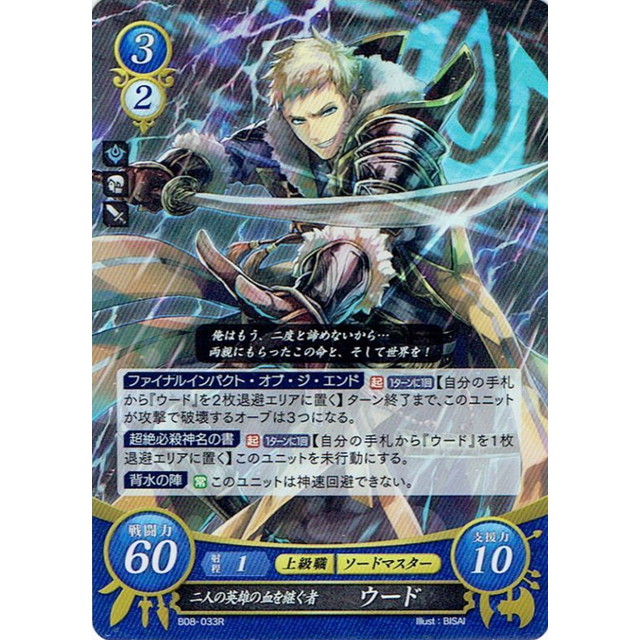 3
2
俺はもう、二度と諦めないから…
両親にもらったこの命と、そして世界を！
ファイナルインパクト・オブ・ジ・エンド 起 1ターンに1回【自分の手札
から『ウード』を2枚退避エリアに置く】ターン終了まで、このユニット
が攻撃で破壊するオーブは3つになる。
超絶必殺神名の書 起 1ターンに1回【自分の手札から『ウード』を1枚
退避エリアに置く】このユニットを未行動にする。
背水の陣 常 このユニットは神速回避できない。
戦闘力
60
射程 1
上級職 ソードマスター
支援力
10
二人の英雄の血を継ぐ者 ウード
B08-033R
Illust：BISAI